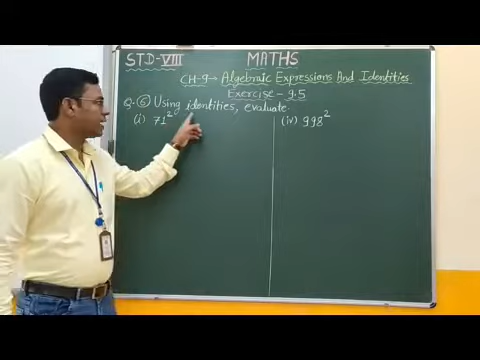 STD-VIII MATHS
CH-9→ Algebraic Expressions And Identities
Exercise - 9.5
Q.⑥ Using identities, evaluate.
(i) 71² (iv) 998²